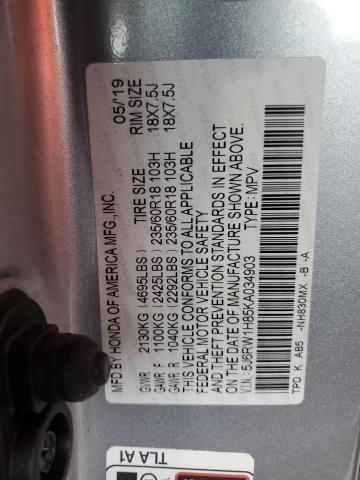 MFD.BY HONDA OF AMERICA MFG.,INC. 05/'19
TIRE SIZE RIM SIZE
GVWR 2130KG (4695LBS)
GAWR F 1100KG (2425LBS) 235/60R18 103H 18X7.5J
GAWR R 1040KG (2292LBS) 235/60R18 103H 18X7.5J
THIS VEHICLE CONFORMS TO ALL APPLICABLE
FEDERAL MOTOR VEHICLE SAFETY
AND THEFT PREVENTION STANDARDS IN EFFECT
ON THE DATE OF MANUFACTURE SHOWN ABOVE.
V.I.N.: 5J6RW1H85KA034903 TYPE: MPV
TPD K A85 -NH830MX -B -A
TLA A1